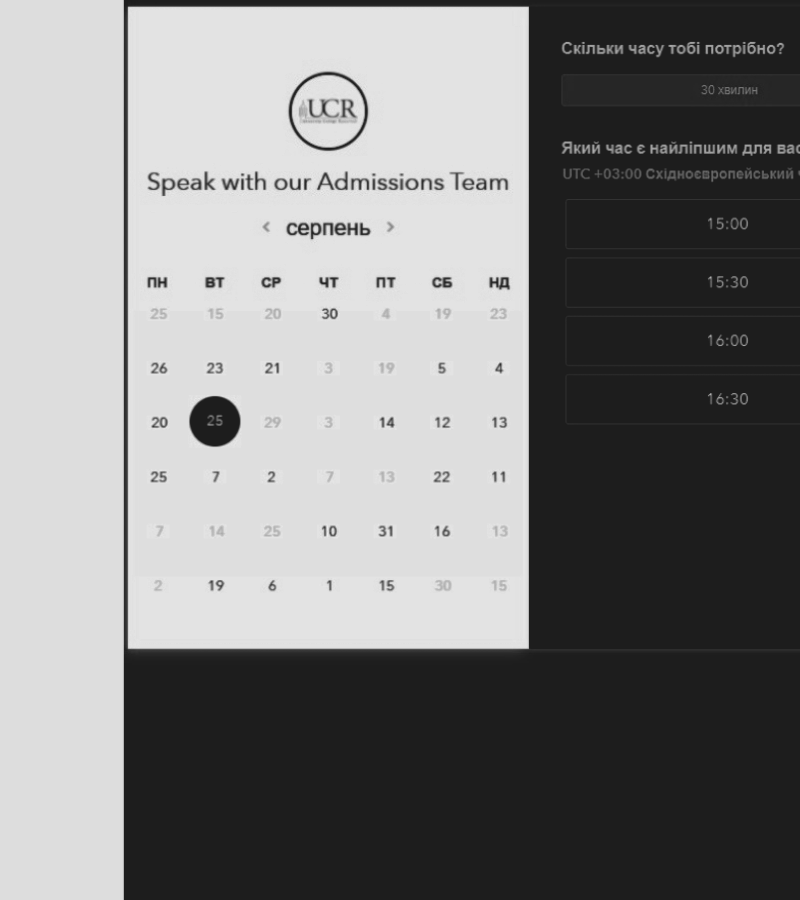 UCR
Speak with our Admissions Team
‹ серпень ›
ПН ВТ СР ЧТ ПТ СБ НД
25 15 20 30 4 19 23
26 23 21 3 19 5 4
20 25 29 3 14 12 13
25 7 2 7 13 22 11
7 14 25 10 31 16 13
2 19 6 1 15 30 15
Скільки часу тобі потрібно?
30 хвилин
Який час є найліпшим для вас
UTC +03:00 Східноєвропейський
15:00
15:30
16:00
16:30